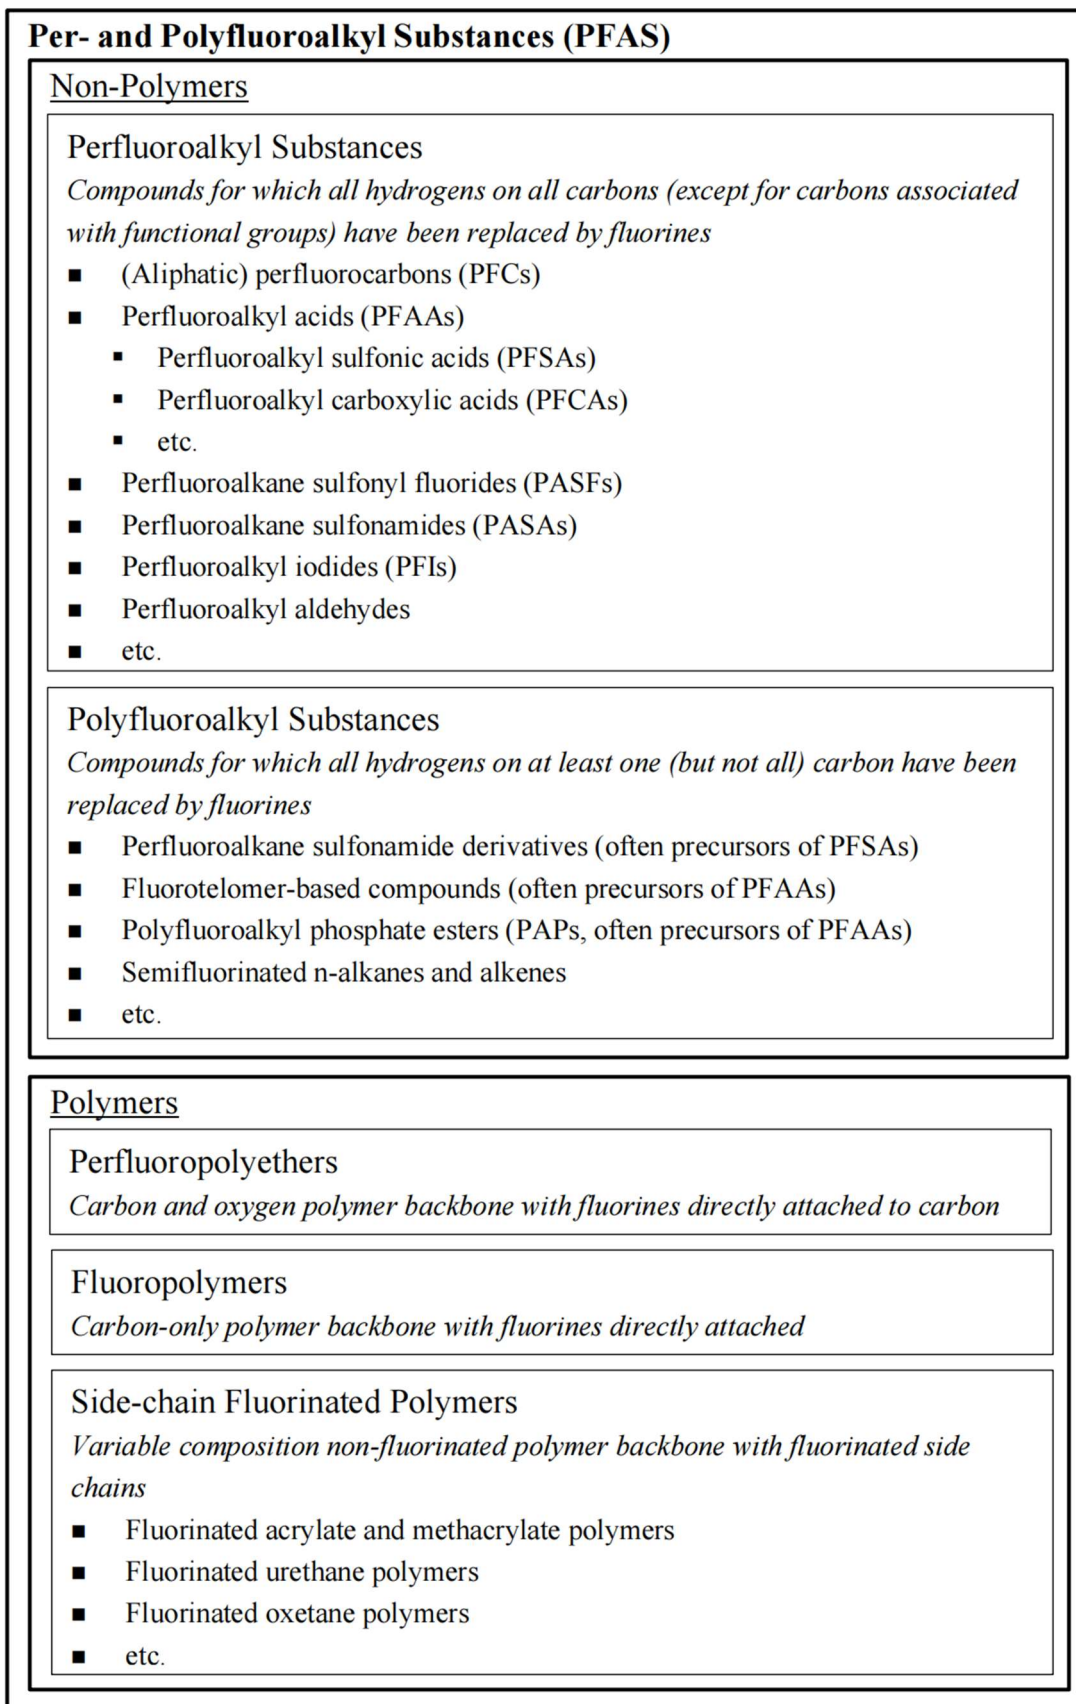 Per- and Polyfluoroalkyl Substances (PFAS)
Non-Polymers
Perfluoroalkyl Substances
Compounds for which all hydrogens on all carbons (except for carbons associated
with functional groups) have been replaced by fluorines
■ (Aliphatic) perfluorocarbons (PFCs)
■ Perfluoroalkyl acids (PFAAs)
▪ Perfluoroalkyl sulfonic acids (PFSAs)
▪ Perfluoroalkyl carboxylic acids (PFCAs)
▪ etc.
■ Perfluoroalkane sulfonyl fluorides (PASFs)
■ Perfluoroalkane sulfonamides (PASAs)
■ Perfluoroalkyl iodides (PFIs)
■ Perfluoroalkyl aldehydes
■ etc.
Polyfluoroalkyl Substances
Compounds for which all hydrogens on at least one (but not all) carbon have been
replaced by fluorines
■ Perfluoroalkane sulfonamide derivatives (often precursors of PFSAs)
■ Fluorotelomer-based compounds (often precursors of PFAAs)
■ Polyfluoroalkyl phosphate esters (PAPs, often precursors of PFAAs)
■ Semifluorinated n-alkanes and alkenes
■ etc.
Polymers
Perfluoropolyethers
Carbon and oxygen polymer backbone with fluorines directly attached to carbon
Fluoropolymers
Carbon-only polymer backbone with fluorines directly attached
Side-chain Fluorinated Polymers
Variable composition non-fluorinated polymer backbone with fluorinated side
chains
■ Fluorinated acrylate and methacrylate polymers
■ Fluorinated urethane polymers
■ Fluorinated oxetane polymers
■ etc.